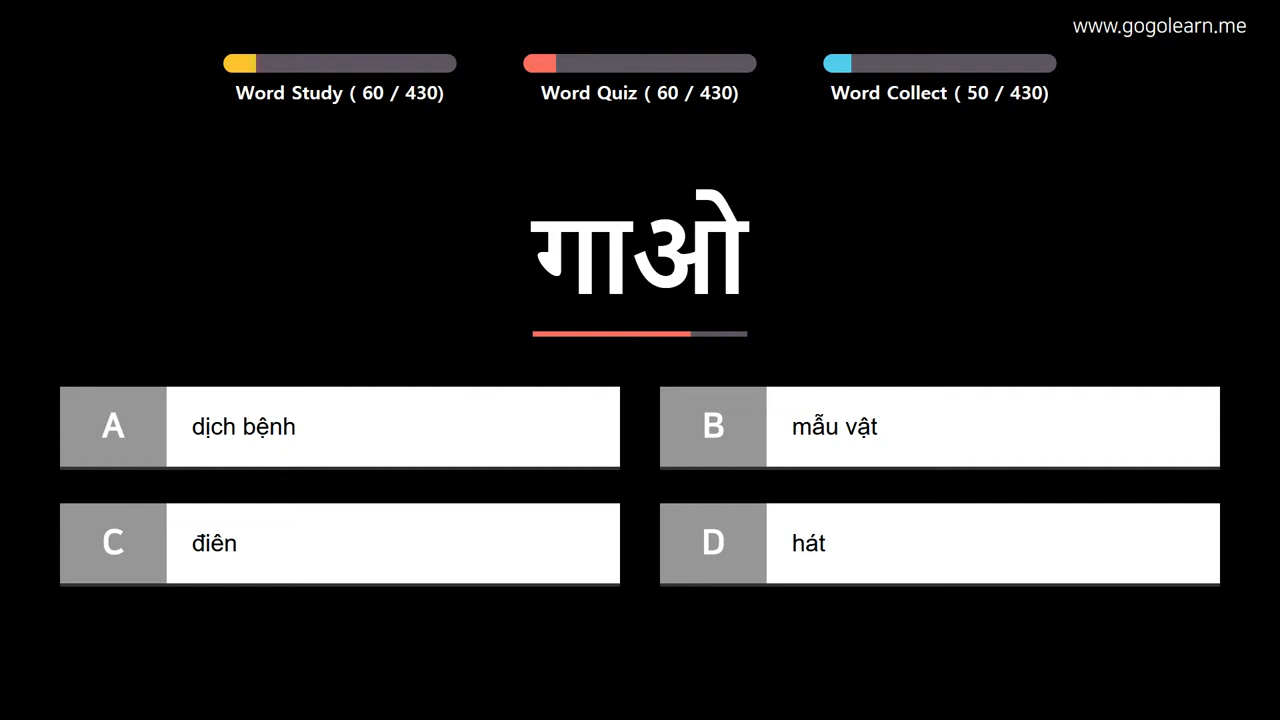 www.gogolearn.me
Word Study ( 60 / 430)
Word Quiz ( 60 / 430)
Word Collect ( 50 / 430)
गाओ
A dịch bệnh
B mẫu vật
C điên
D hát